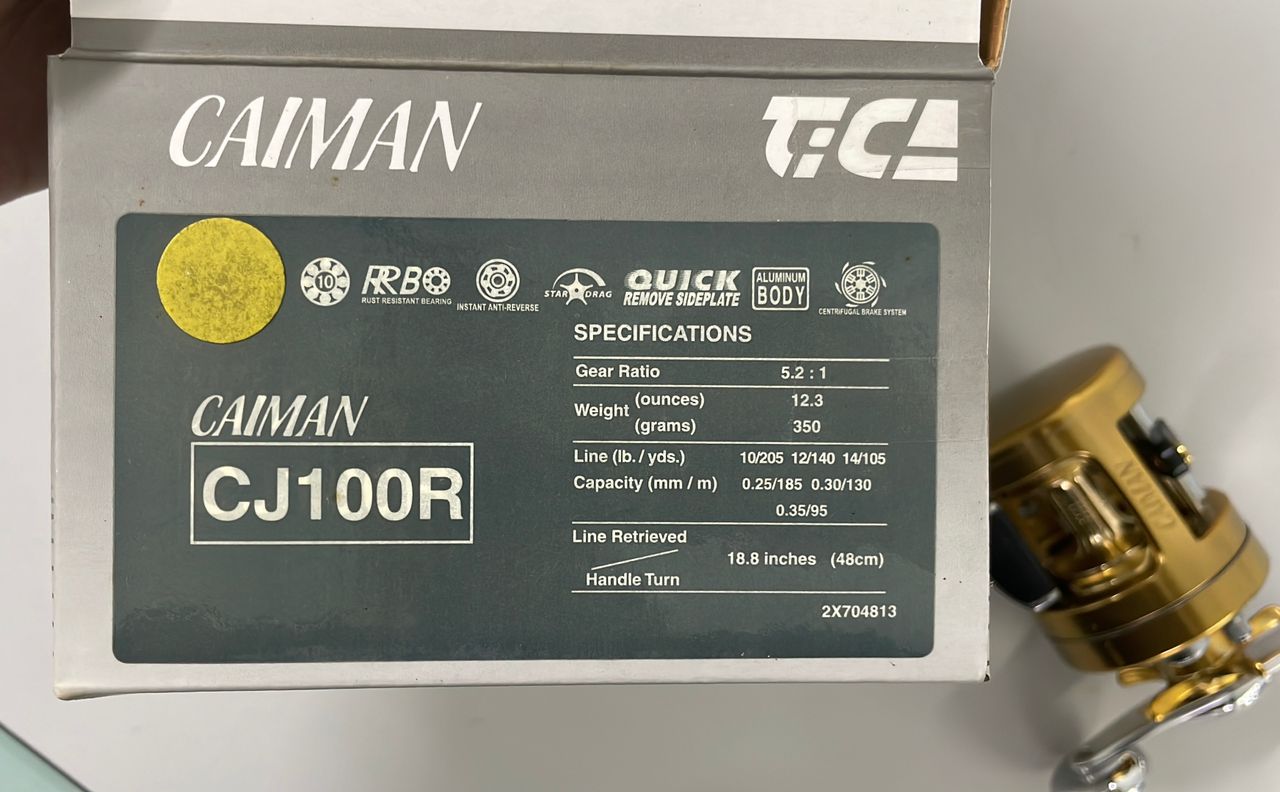 CAIMAN
TiCA
10
RRB
RUST RESISTANT BEARING
INSTANT ANTI-REVERSE
STAR DRAG
QUICK
REMOVE SIDEPLATE
ALUMINUM
BODY
CENTRIFUGAL BRAKE SYSTEM
SPECIFICATIONS
Gear Ratio 5.2 : 1
Weight (ounces) 12.3
(grams) 350
Line (lb. / yds.) 10/205 12/140 14/105
Capacity (mm / m) 0.25/185 0.30/130
0.35/95
Line Retrieved
18.8 inches (48cm)
Handle Turn
2X704813
CAIMAN
CJ100R
CAIMAN